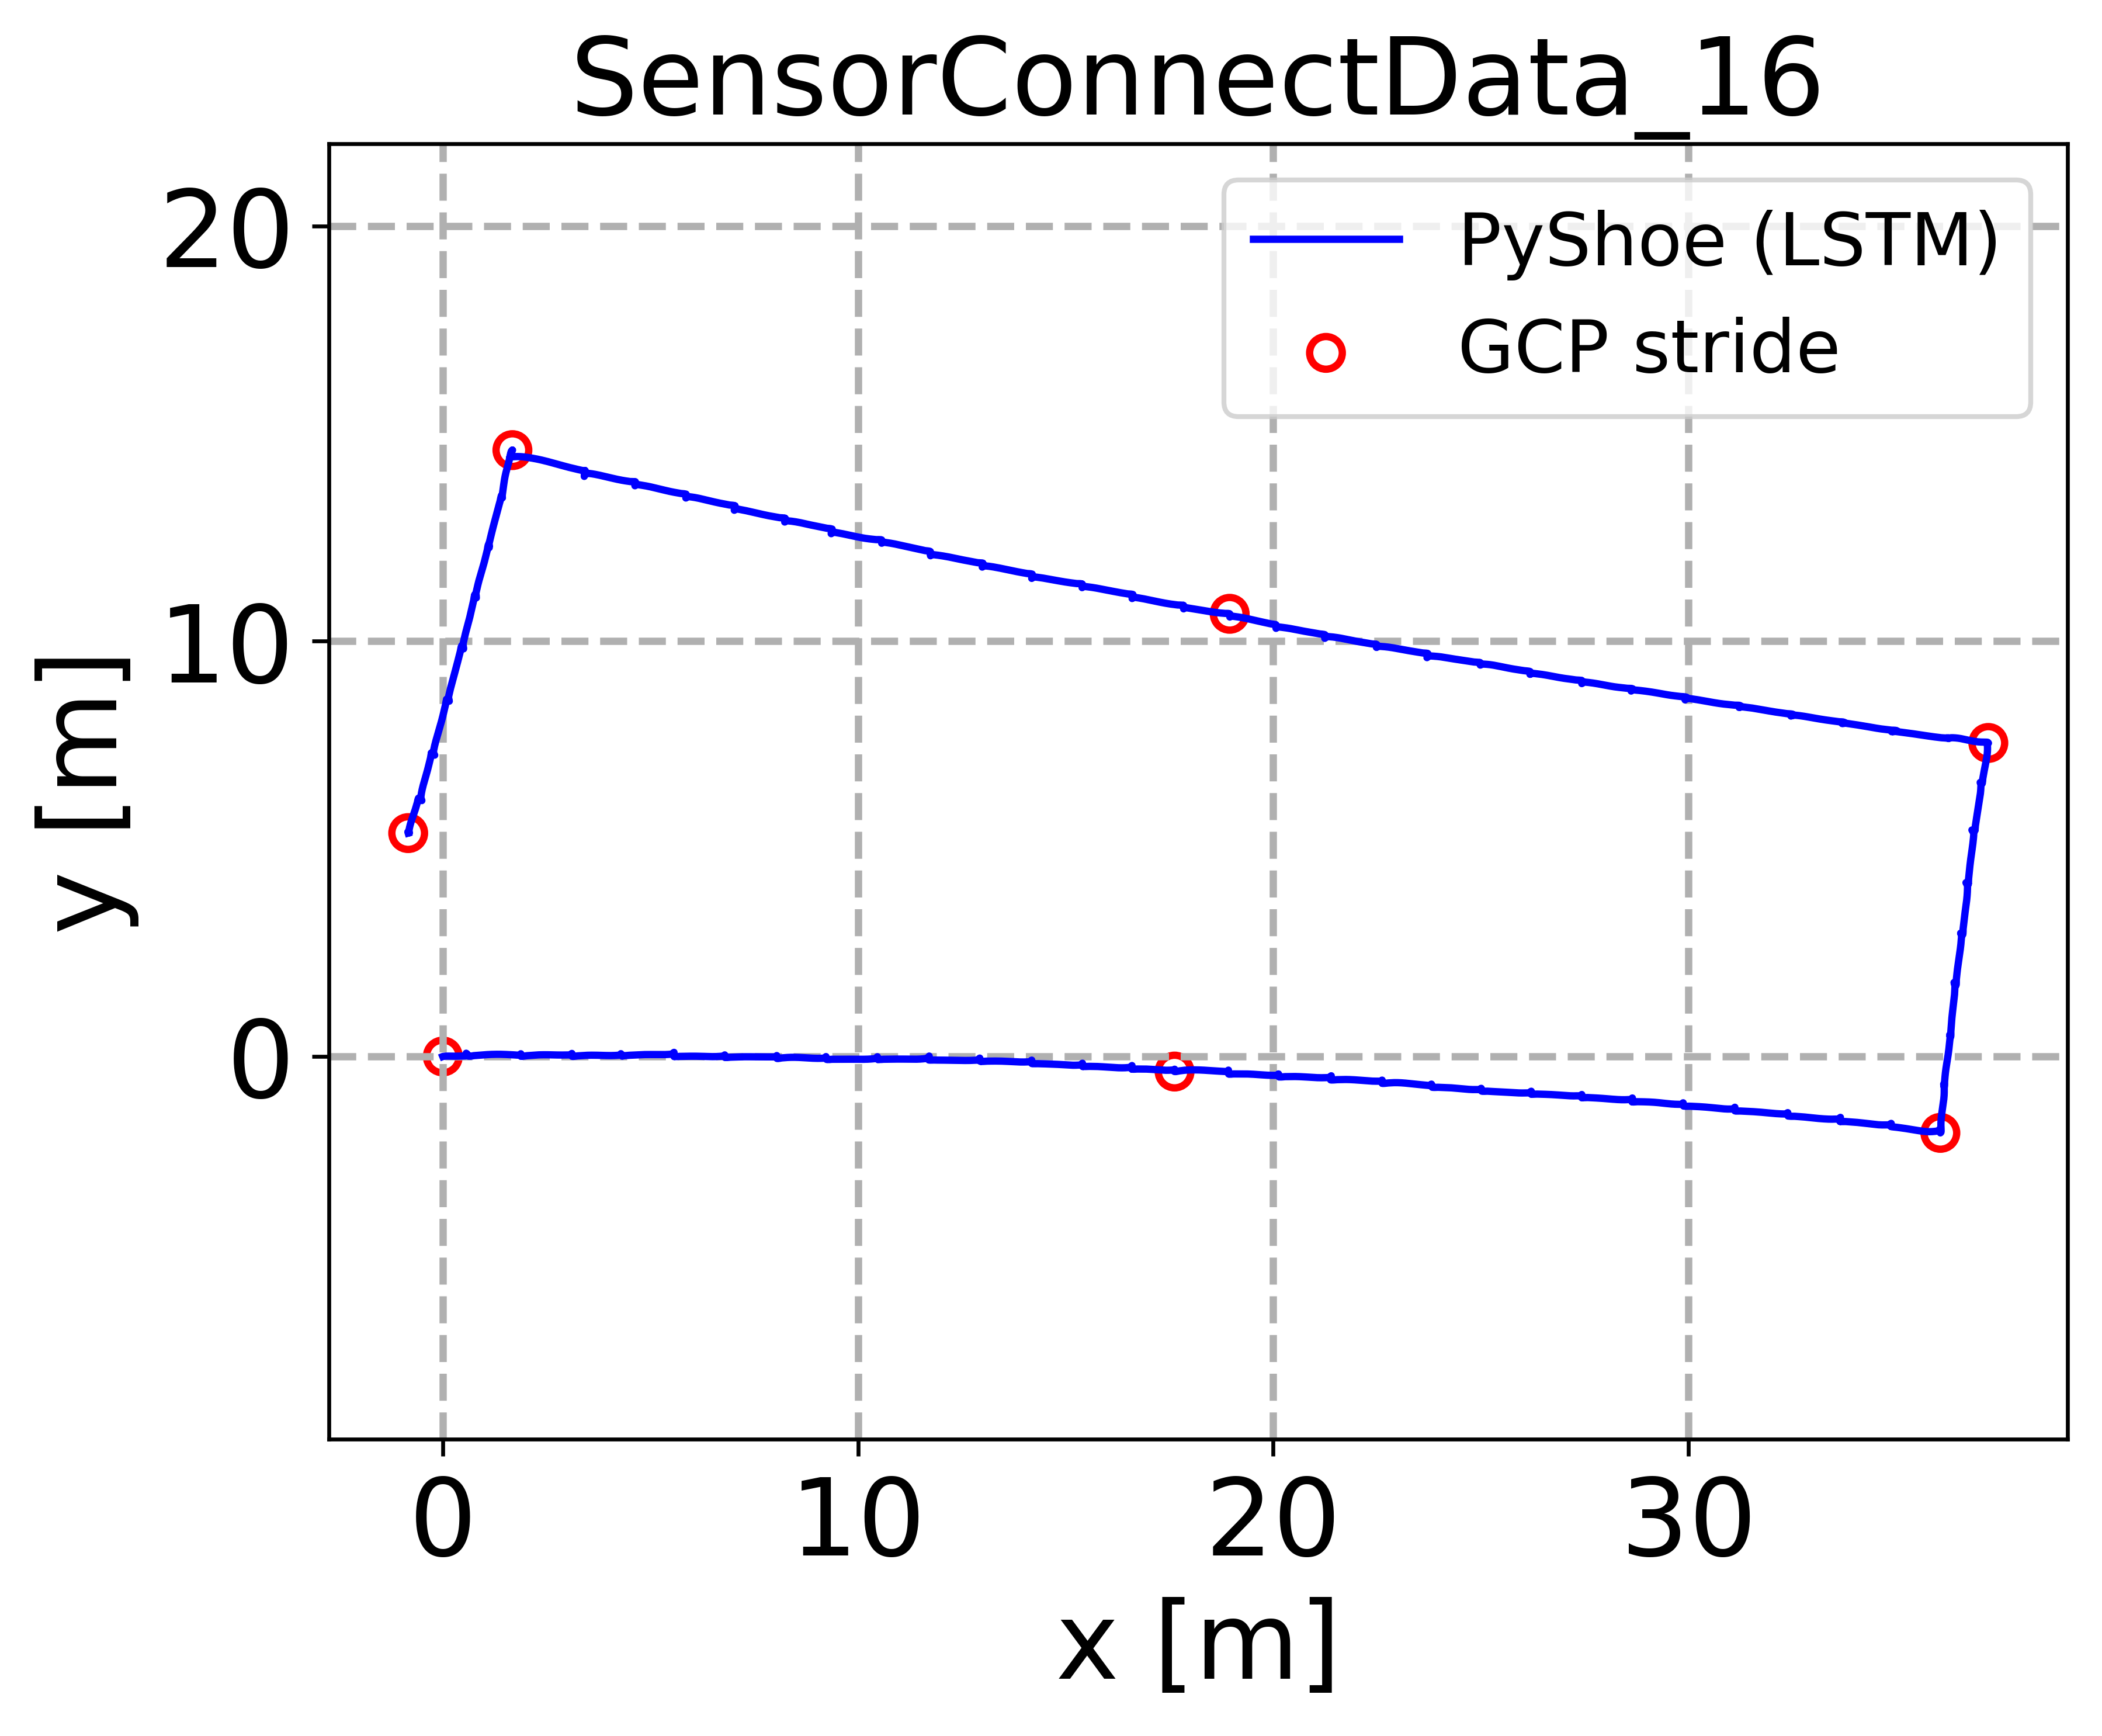 SensorConnectData_16
PyShoe (LSTM)
GCP stride
20
10
0
y [m]
0 10 20 30
x [m]